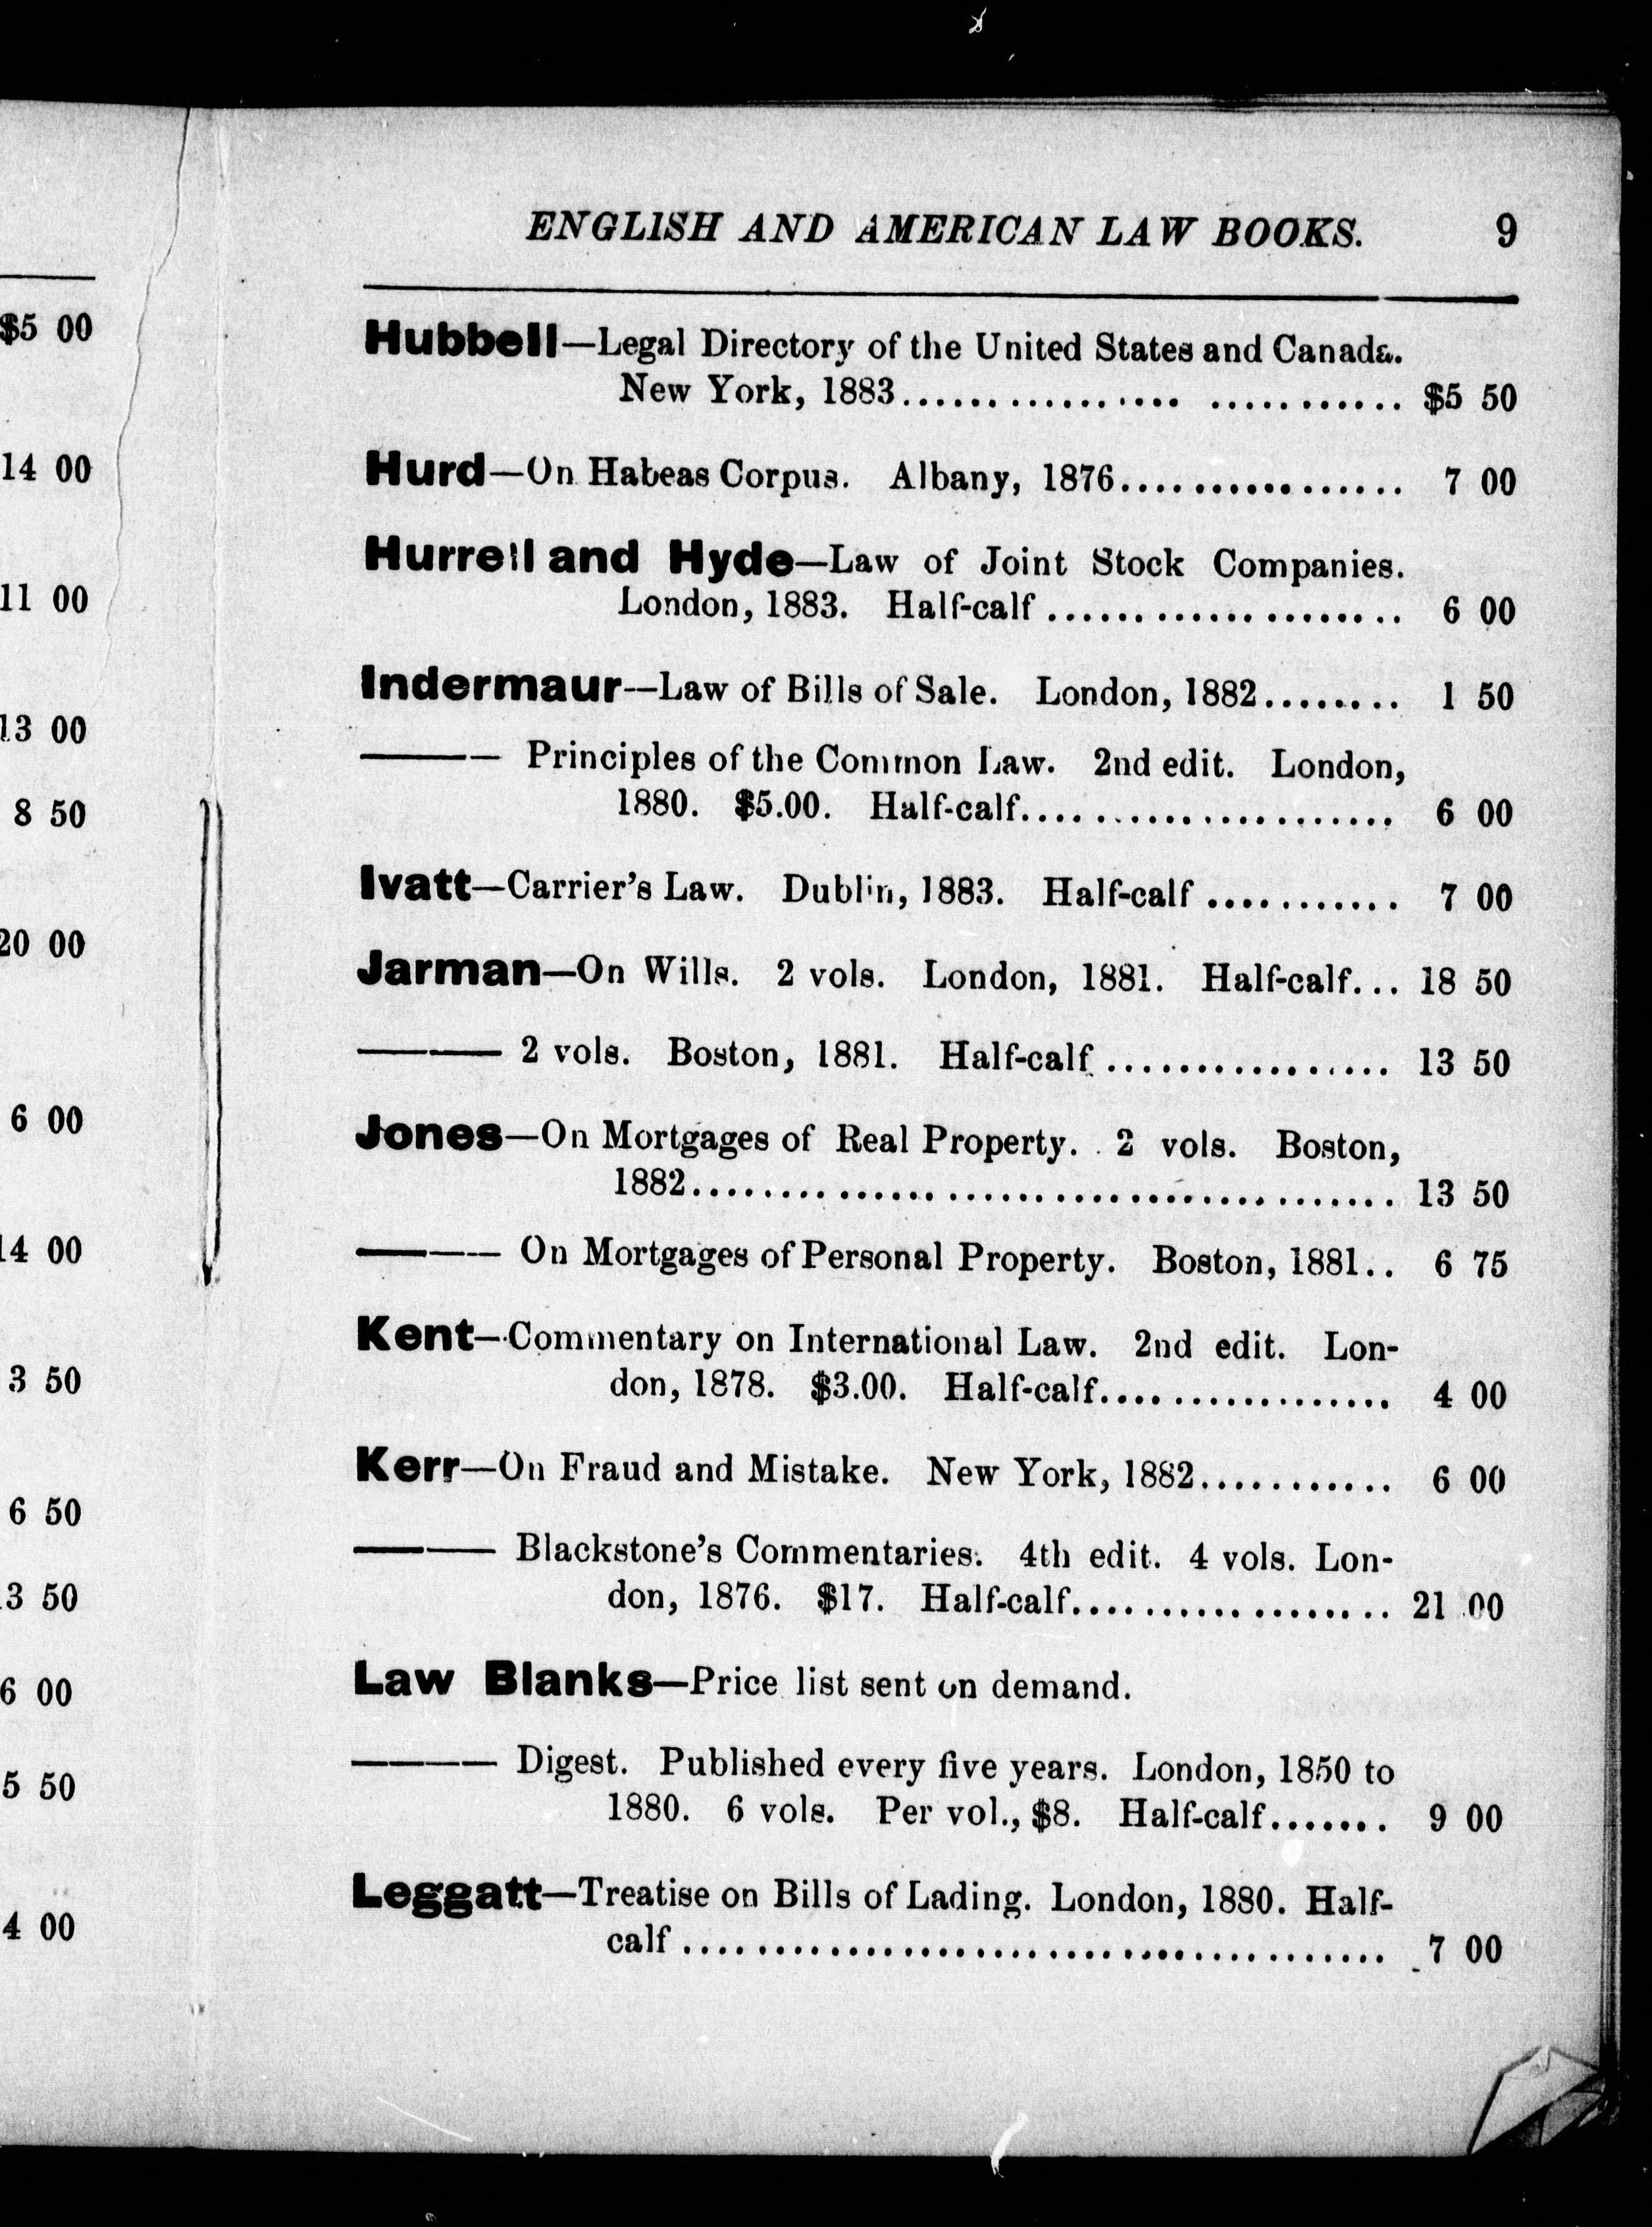 $5 00
14 00
11 00
13 00
8 50
20 00
6 00
14 00
3 50
6 50
3 50
6 00
5 50
4 00
ENGLISH AND AMERICAN LAW BOOKS. 9
Hubbell—Legal Directory of the United States and Canada.
New York, 1883................. ........... $5 50
Hurd—On Habeas Corpus. Albany, 1876................ 7 00
Hurrell and Hyde—Law of Joint Stock Companies.
London, 1883. Half-calf .................... 6 00
Indermaur—Law of Bills of Sale. London, 1882........ 1 50
———— Principles of the Common Law. 2nd edit. London,
1880. $5.00. Half-calf..................... 6 00
Ivatt—Carrier's Law. Dublin, 1883. Half-calf ........... 7 00
Jarman—On Wills. 2 vols. London, 1881. Half-calf... 18 50
———— 2 vols. Boston, 1881. Half-calf ................ 13 50
Jones—On Mortgages of Real Property. 2 vols. Boston,
1882....................................... 13 50
———— On Mortgages of Personal Property. Boston, 1881.. 6 75
Kent—Commentary on International Law. 2nd edit. Lon-
don, 1878. $3.00. Half-calf................ 4 00
Kerr—On Fraud and Mistake. New York, 1882........... 6 00
———— Blackstone's Commentaries. 4th edit. 4 vols. Lon-
don, 1876. $17. Half-calf.................. 21 00
Law Blanks—Price list sent on demand.
———— Digest. Published every five years. London, 1850 to
1880. 6 vols. Per vol., $8. Half-calf....... 9 00
Leggatt—Treatise on Bills of Lading. London, 1880. Half-
calf ....................................... 7 00